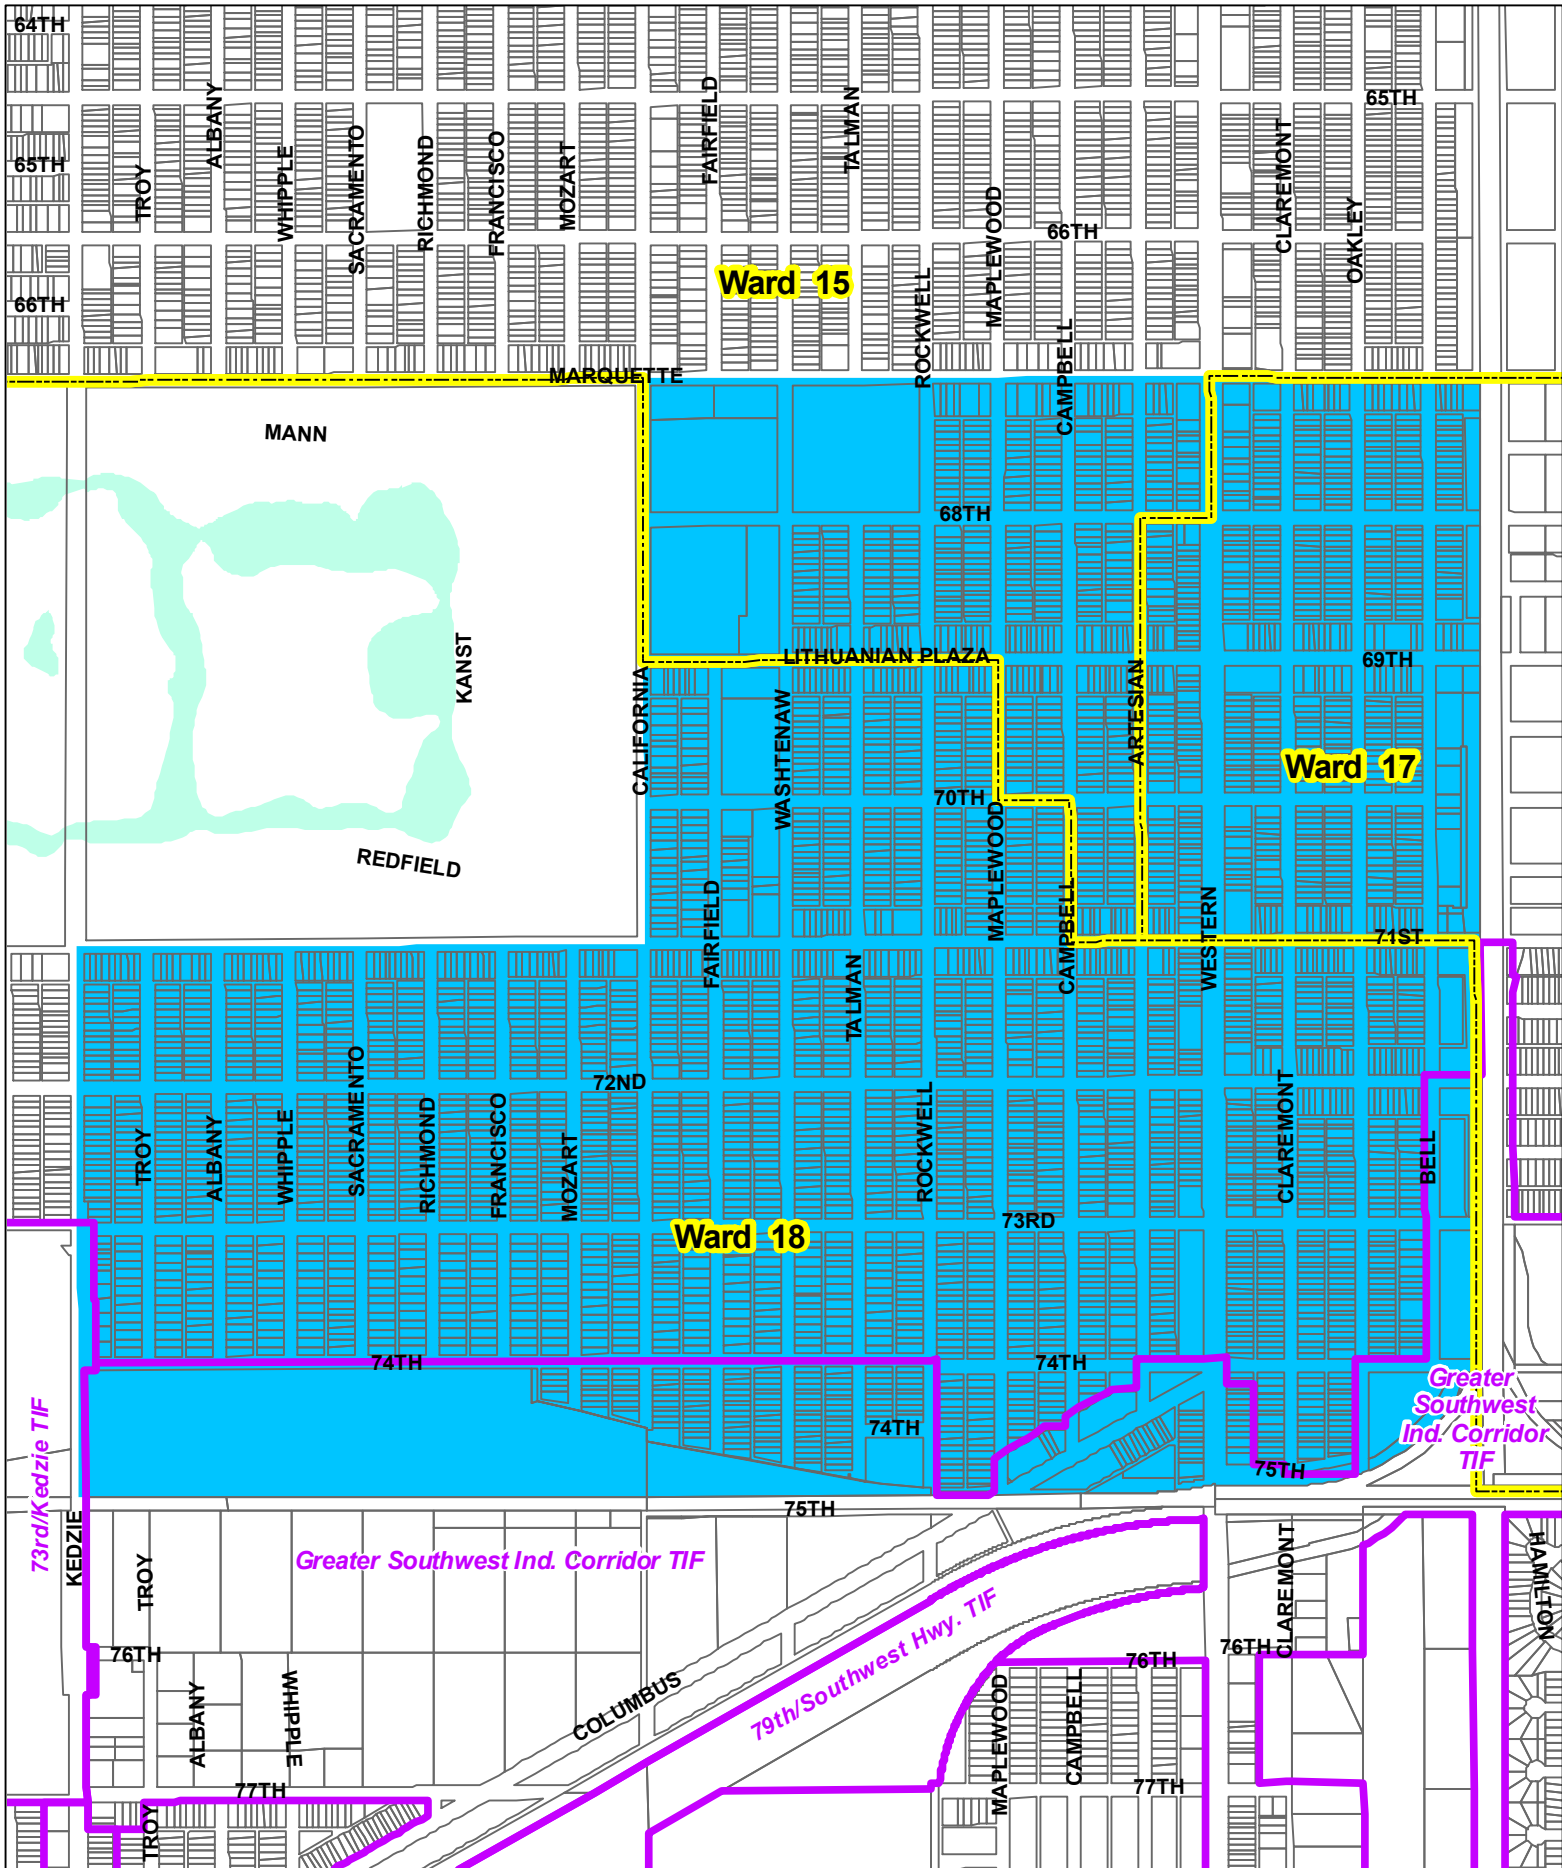 64TH
65TH
FAIRFIELD
TALMAN
ALBANY
65TH
TROY
WHIPPLE
SACRAMENTO
RICHMOND
FRANCISCO
MOZART
CLAREMONT
OAKLEY
MAPLEWOOD
66TH
66TH
Ward 15
ROCKWELL
CAMPBELL
MARQUETTE
MANN
68TH
KANST
CALIFORNIA
LITHUANIAN PLAZA
WASHTENAW
ARTESIAN
69TH
Ward 17
70TH
MAPLEWOOD
REDFIELD
FAIRFIELD
CAMPBELL
WESTERN
71ST
TALMAN
72ND
TROY
ALBANY
WHIPPLE
SACRAMENTO
RICHMOND
FRANCISCO
MOZART
ROCKWELL
CLAREMONT
BELL
73RD
Ward 18
74TH
74TH
Greater
Southwest
Ind. Corridor
TIF
74TH
75TH
73rd/Kedzie TIF
75TH
KEDZIE
TROY
Greater Southwest Ind. Corridor TIF
CLAREMONT
HAMILTON
79th/Southwest Hwy. TIF
76TH
76TH
76TH
ALBANY
WHIPPLE
COLUMBUS
MAPLEWOOD
CAMPBELL
77TH
77TH
TROY